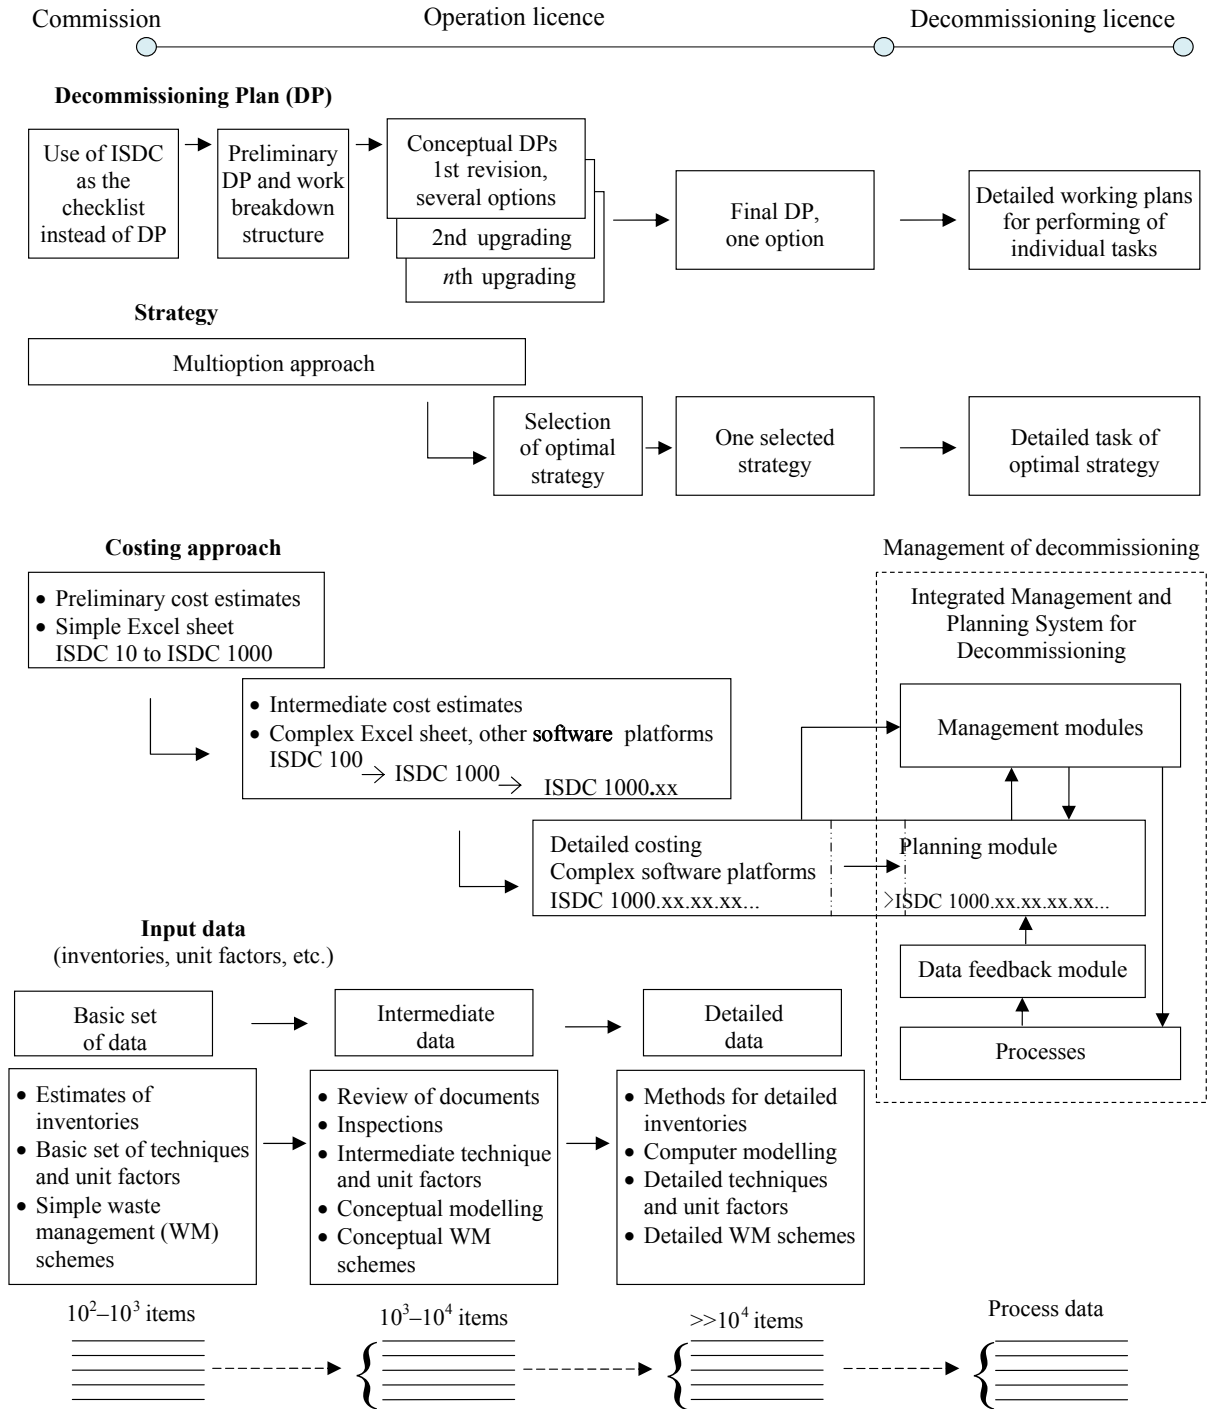 Commission
Operation licence
Decommissioning licence
Decommissioning Plan (DP)
Use of ISDC
as the
checklist
instead of DP
Preliminary
DP and work
breakdown
structure
Conceptual DPs
1st revision,
several options
2nd upgrading
nth upgrading
Final DP,
one option
Detailed working plans
for performing of
individual tasks
Strategy
Multioption approach
Selection
of optimal
strategy
One selected
strategy
Detailed task of
optimal strategy
Costing approach
• Preliminary cost estimates
• Simple Excel sheet
ISDC 10 to ISDC 1000
• Intermediate cost estimates
• Complex Excel sheet, other software platforms
ISDC 100 → ISDC 1000 → ISDC 1000.xx
Detailed costing
Complex software platforms
ISDC 1000.xx.xx.xx...
Management of decommissioning
Integrated Management and
Planning System for
Decommissioning
Management modules
Planning module
>ISDC 1000.xx.xx.xx.xx...
Data feedback module
Processes
Input data
(inventories, unit factors, etc.)
Basic set
of data
Intermediate
data
Detailed
data
• Estimates of
inventories
• Basic set of techniques
and unit factors
• Simple waste
management (WM)
schemes
• Review of documents
• Inspections
• Intermediate technique
and unit factors
• Conceptual modelling
• Conceptual WM
schemes
• Methods for detailed
inventories
• Computer modelling
• Detailed techniques
and unit factors
• Detailed WM schemes
10²–10³ items
10³–10⁴ items
>>10⁴ items
Process data